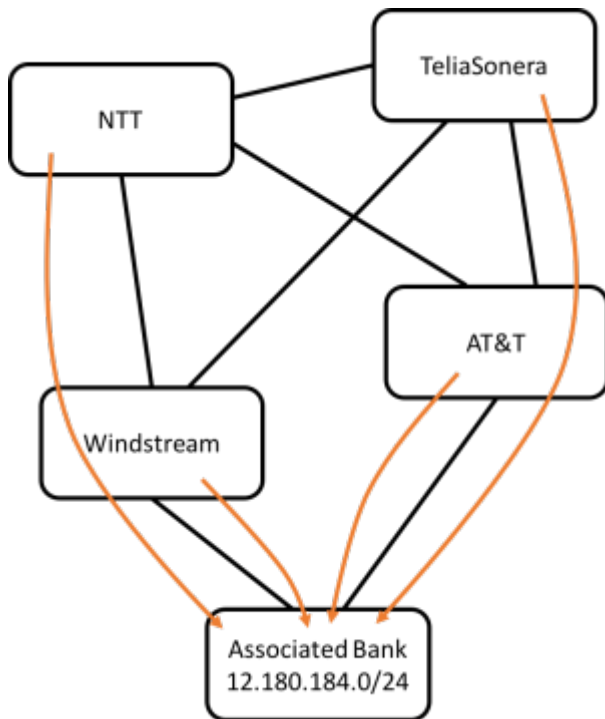 TeliaSonera
NTT
AT&T
Windstream
Associated Bank
12.180.184.0/24